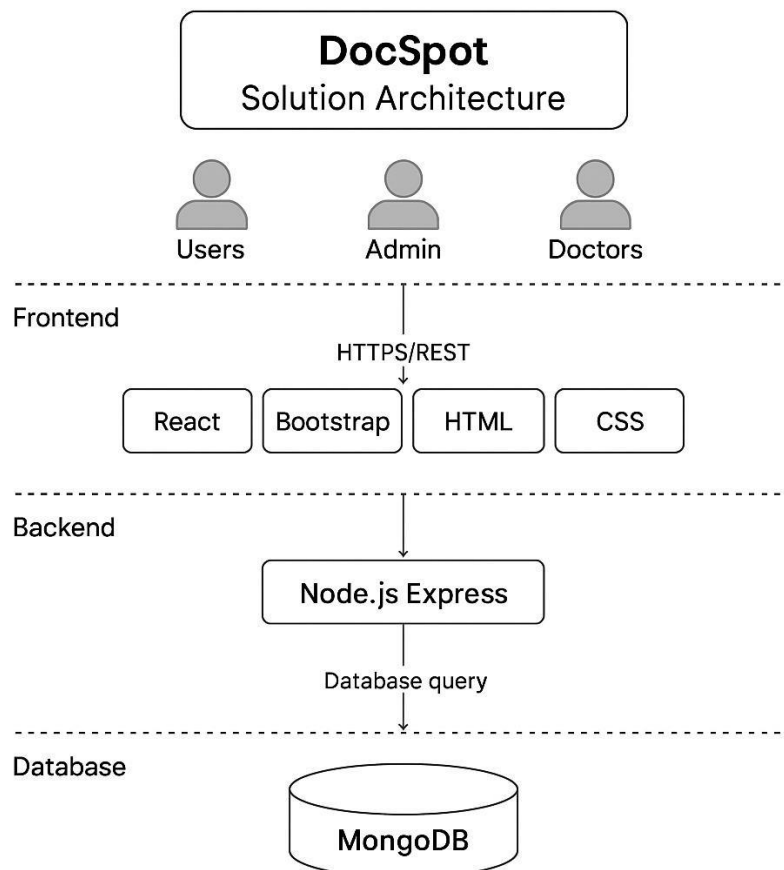 DocSpot
Solution Architecture
Users
Admin
Doctors
Frontend
HTTPS/REST
React
Bootstrap
HTML
CSS
Backend
Node.js Express
Database query
Database
MongoDB